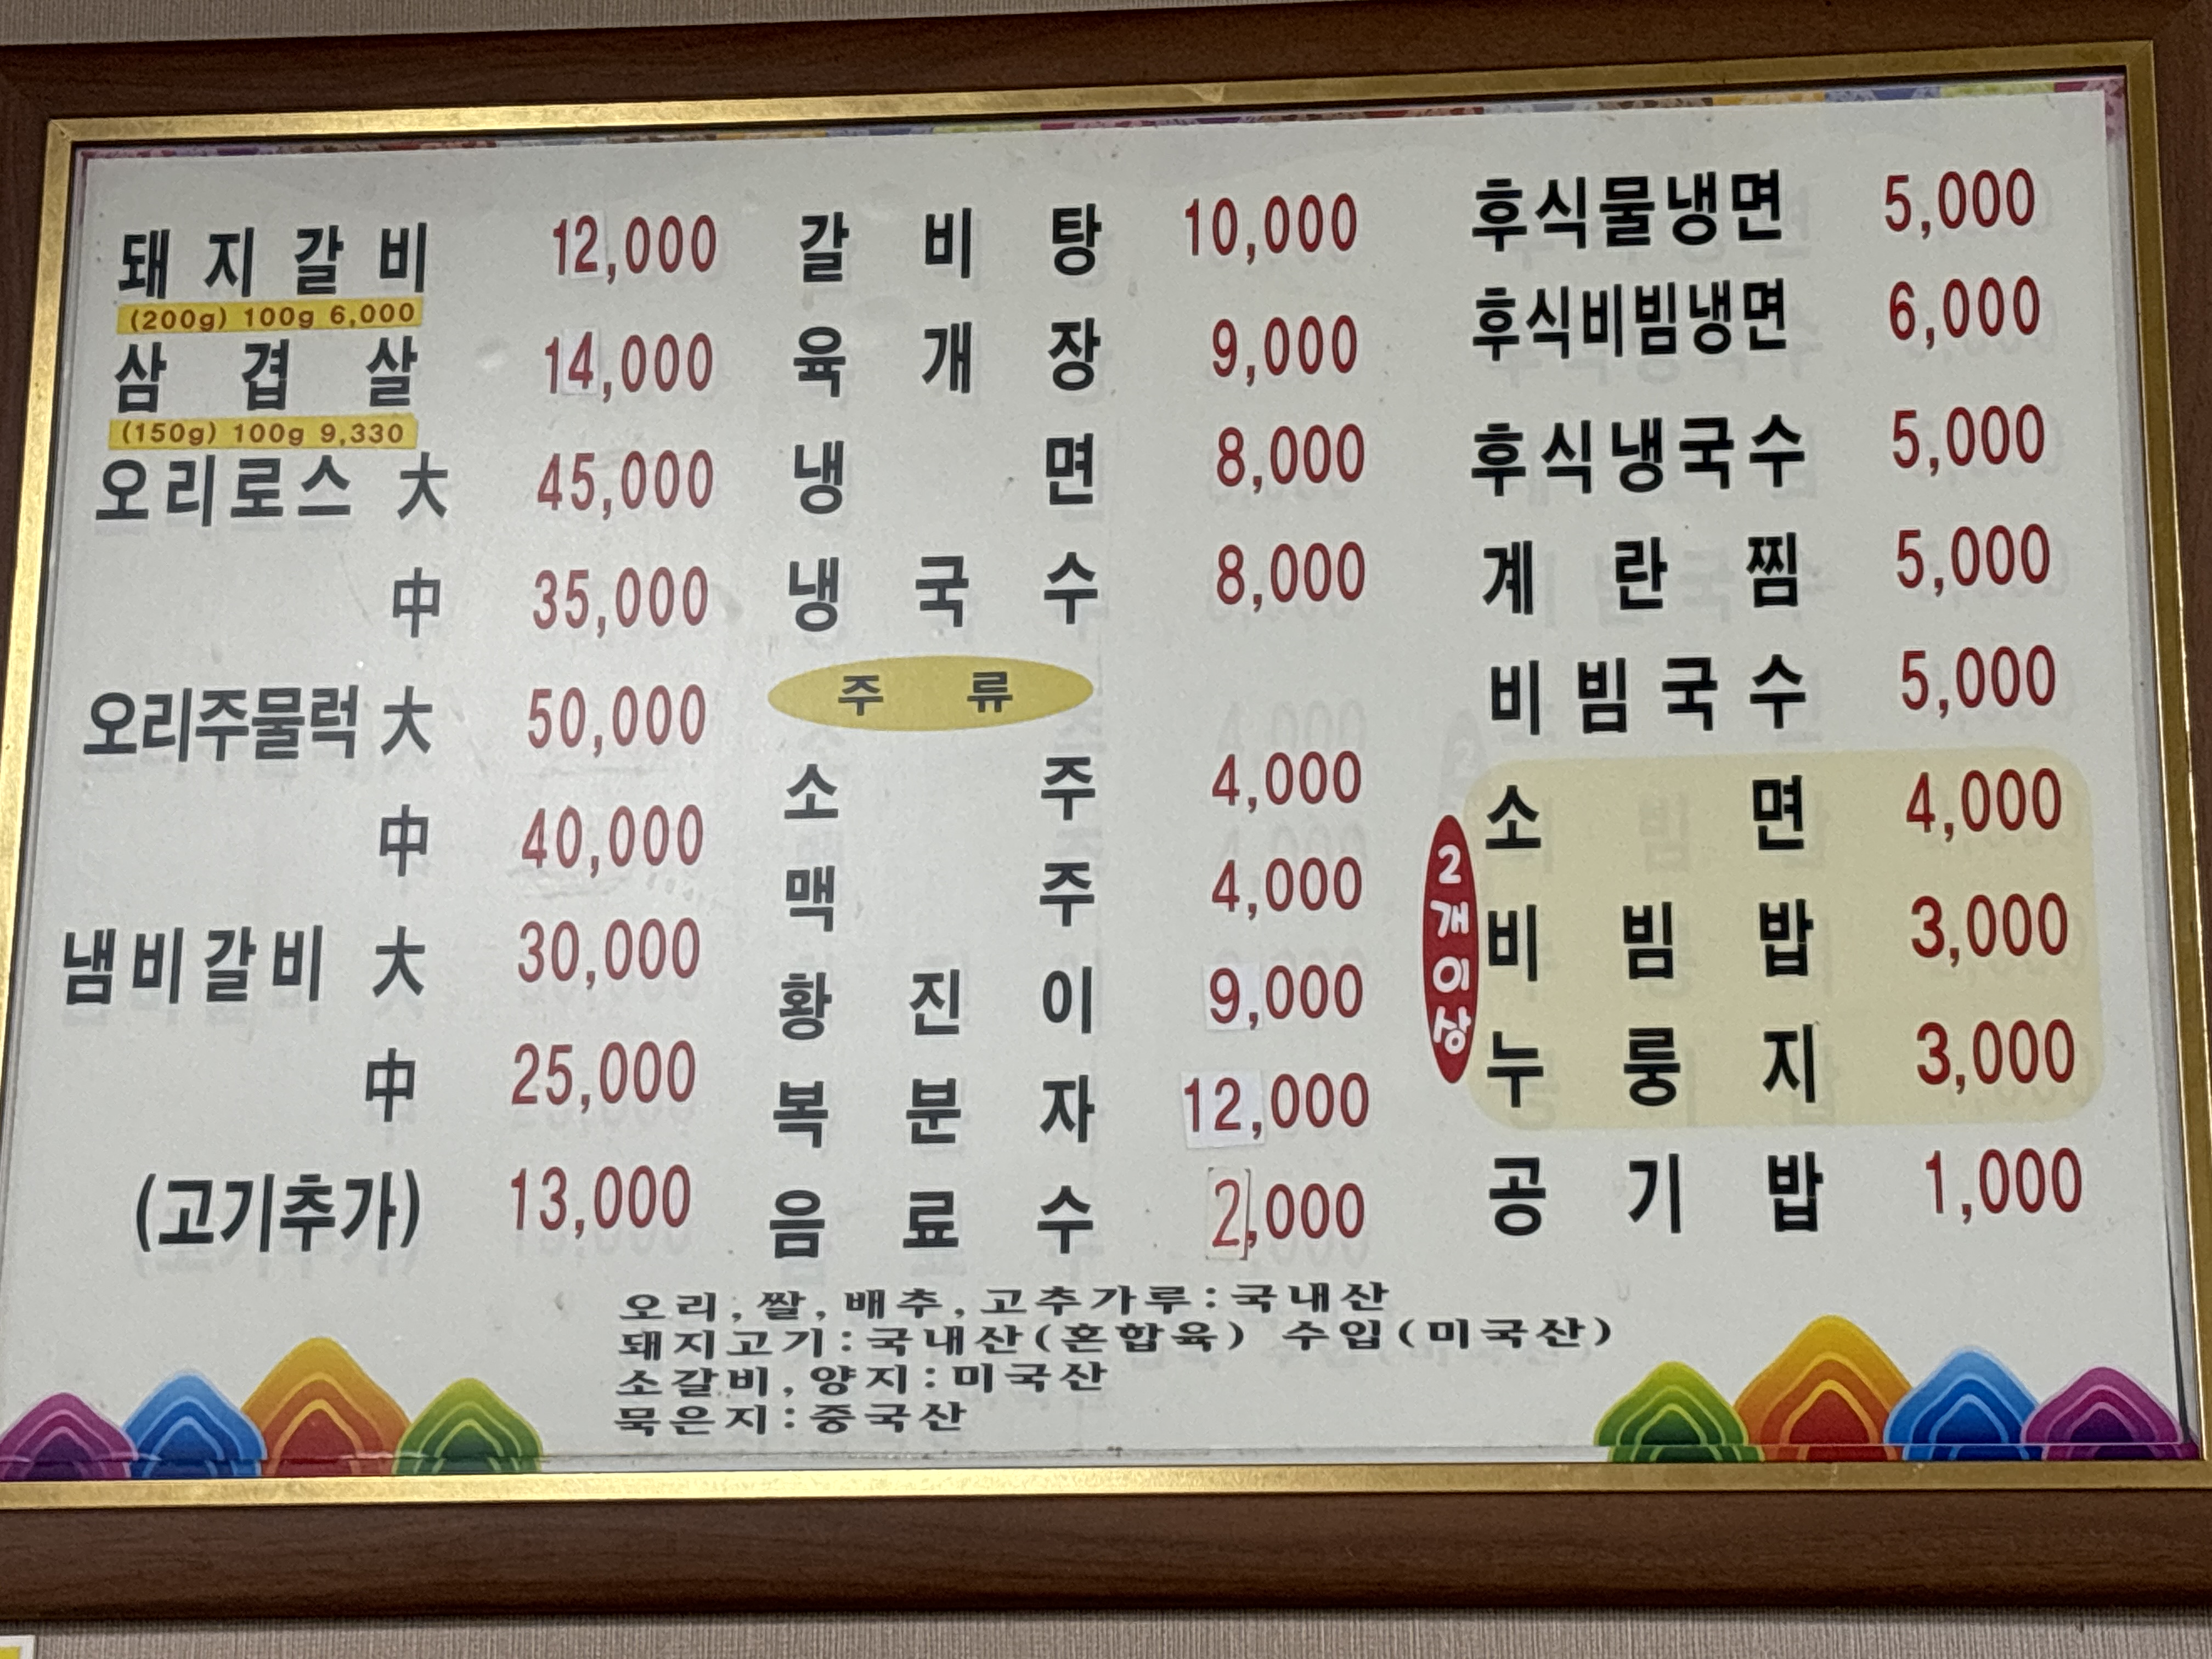 돼지갈비 12,000
(200g) 100g 6,000
삼겹살 14,000
(150g) 100g 9,330
오리로스 大 45,000
中 35,000
오리주물럭 大 50,000
中 40,000
냄비갈비 大 30,000
中 25,000
(고기추가) 13,000
갈비탕 10,000
육개장 9,000
냉면 8,000
냉국수 8,000
주류
소주 4,000
맥주 4,000
황진이 9,000
복분자 12,000
음료수 2,000
후식물냉면 5,000
후식비빔냉면 6,000
후식냉국수 5,000
계란찜 5,000
비빔국수 5,000
2개이상
소면 4,000
비빔밥 3,000
누룽지 3,000
공기밥 1,000
오리,쌀,배추,고추가루:국내산
돼지고기:국내산(혼합육) 수입(미국산)
소갈비,양지:미국산
묵은지:중국산